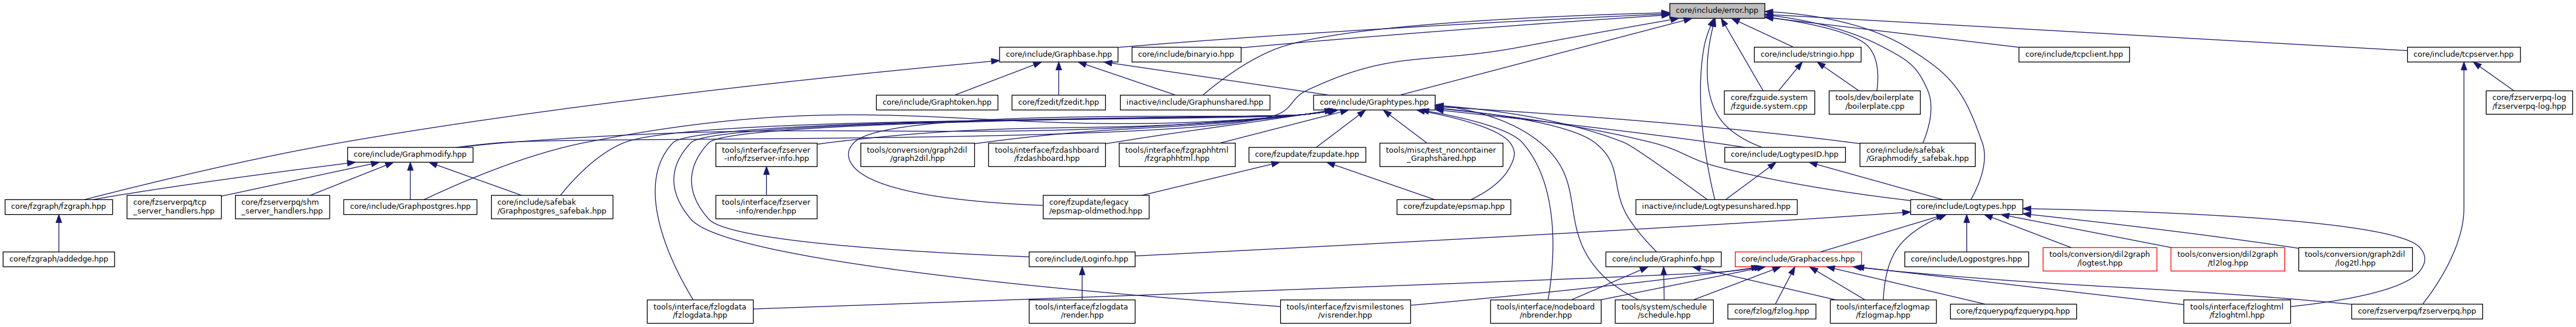 core/include/error.hpp
core/include/Graphbase.hpp
core/include/binaryio.hpp
core/include/stringio.hpp
core/include/tcpclient.hpp
core/include/tcpserver.hpp
core/include/Graphtoken.hpp
core/fzedit/fzedit.hpp
inactive/include/Graphunshared.hpp
core/include/Graphtypes.hpp
core/fzguide.system
/fzguide.system.cpp
tools/dev/boilerplate
/boilerplate.cpp
core/fzserverpq-log
/fzserverpq-log.hpp
core/include/Graphmodify.hpp
tools/interface/fzserver
-info/fzserver-info.hpp
tools/conversion/graph2dil
/graph2dil.hpp
tools/interface/fzdashboard
/fzdashboard.hpp
tools/interface/fzgraphhtml
/fzgraphhtml.hpp
core/fzupdate/fzupdate.hpp
tools/misc/test_noncontainer
_Graphshared.hpp
core/include/LogtypesID.hpp
core/include/safebak
/Graphmodify_safebak.hpp
core/fzgraph/fzgraph.hpp
core/fzserverpq/tcp
_server_handlers.hpp
core/fzserverpq/shm
_server_handlers.hpp
core/include/Graphpostgres.hpp
core/include/safebak
/Graphpostgres_safebak.hpp
tools/interface/fzserver
-info/render.hpp
core/fzupdate/legacy
/epsmap-oldmethod.hpp
core/fzupdate/epsmap.hpp
inactive/include/Logtypesunshared.hpp
core/include/Logtypes.hpp
core/fzgraph/addedge.hpp
core/include/Loginfo.hpp
core/include/Graphinfo.hpp
core/include/Graphaccess.hpp
core/include/Logpostgres.hpp
tools/conversion/dil2graph
/logtest.hpp
tools/conversion/dil2graph
/tl2log.hpp
tools/conversion/graph2dil
/log2tl.hpp
tools/interface/fzlogdata
/fzlogdata.hpp
tools/interface/fzlogdata
/render.hpp
tools/interface/fzvismilestones
/visrender.hpp
tools/interface/nodeboard
/nbrender.hpp
tools/system/schedule
/schedule.hpp
core/fzlog/fzlog.hpp
tools/interface/fzlogmap
/fzlogmap.hpp
core/fzquerypq/fzquerypq.hpp
tools/interface/fzloghtml
/fzloghtml.hpp
core/fzserverpq/fzserverpq.hpp